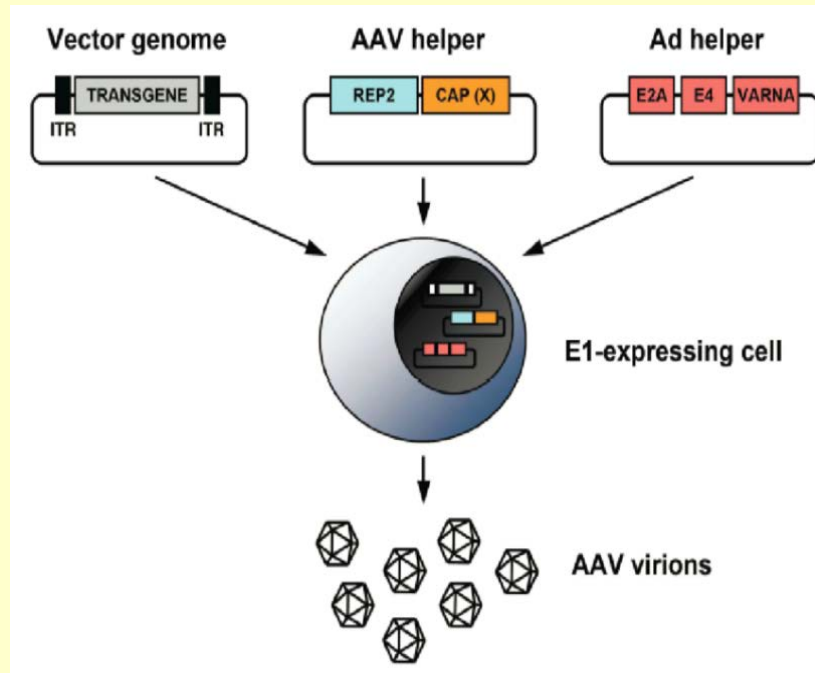 Vector genome
AAV helper
Ad helper
TRANSGENE
ITR
ITR
REP2
CAP (X)
E2A
E4
VARNA
E1-expressing cell
AAV virions